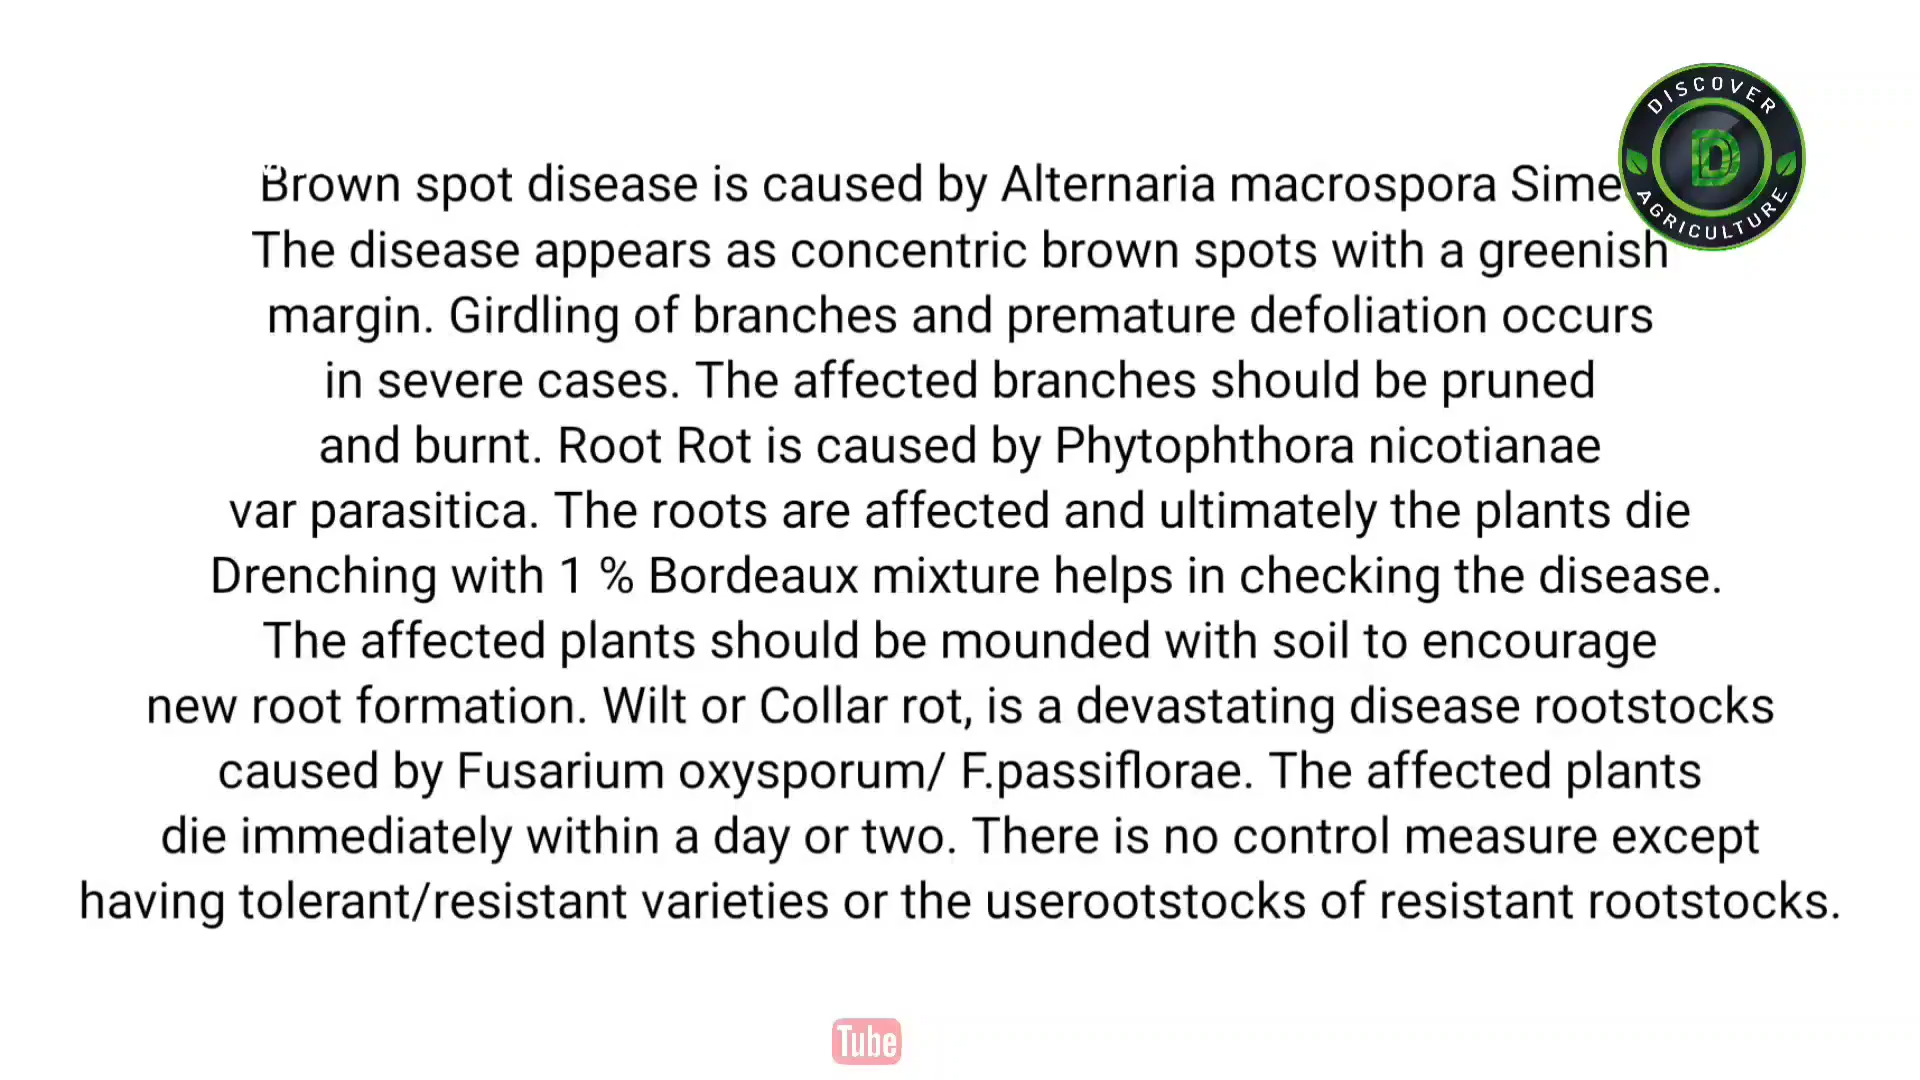 Brown spot disease is caused by Alternaria macrospora
The disease appears as concentric brown spots with a greenish
margin. Girdling of branches and premature defoliation occurs
in severe cases. The affected branches should be pruned
and burnt. Root Rot is caused by Phytophthora nicotianae
var parasitica. The roots are affected and ultimately the plants die
Drenching with 1 % Bordeaux mixture helps in checking the disease.
The affected plants should be mounded with soil to encourage
new root formation. Wilt or Collar rot, is a devastating disease rootstocks
caused by Fusarium oxysporum/ F.passiflorae. The affected plants
die immediately within a day or two. There is no control measure except
having tolerant/resistant varieties or the userootstocks of resistant rootstocks.
DISCOVER
D
AGRICULTURE
Tube